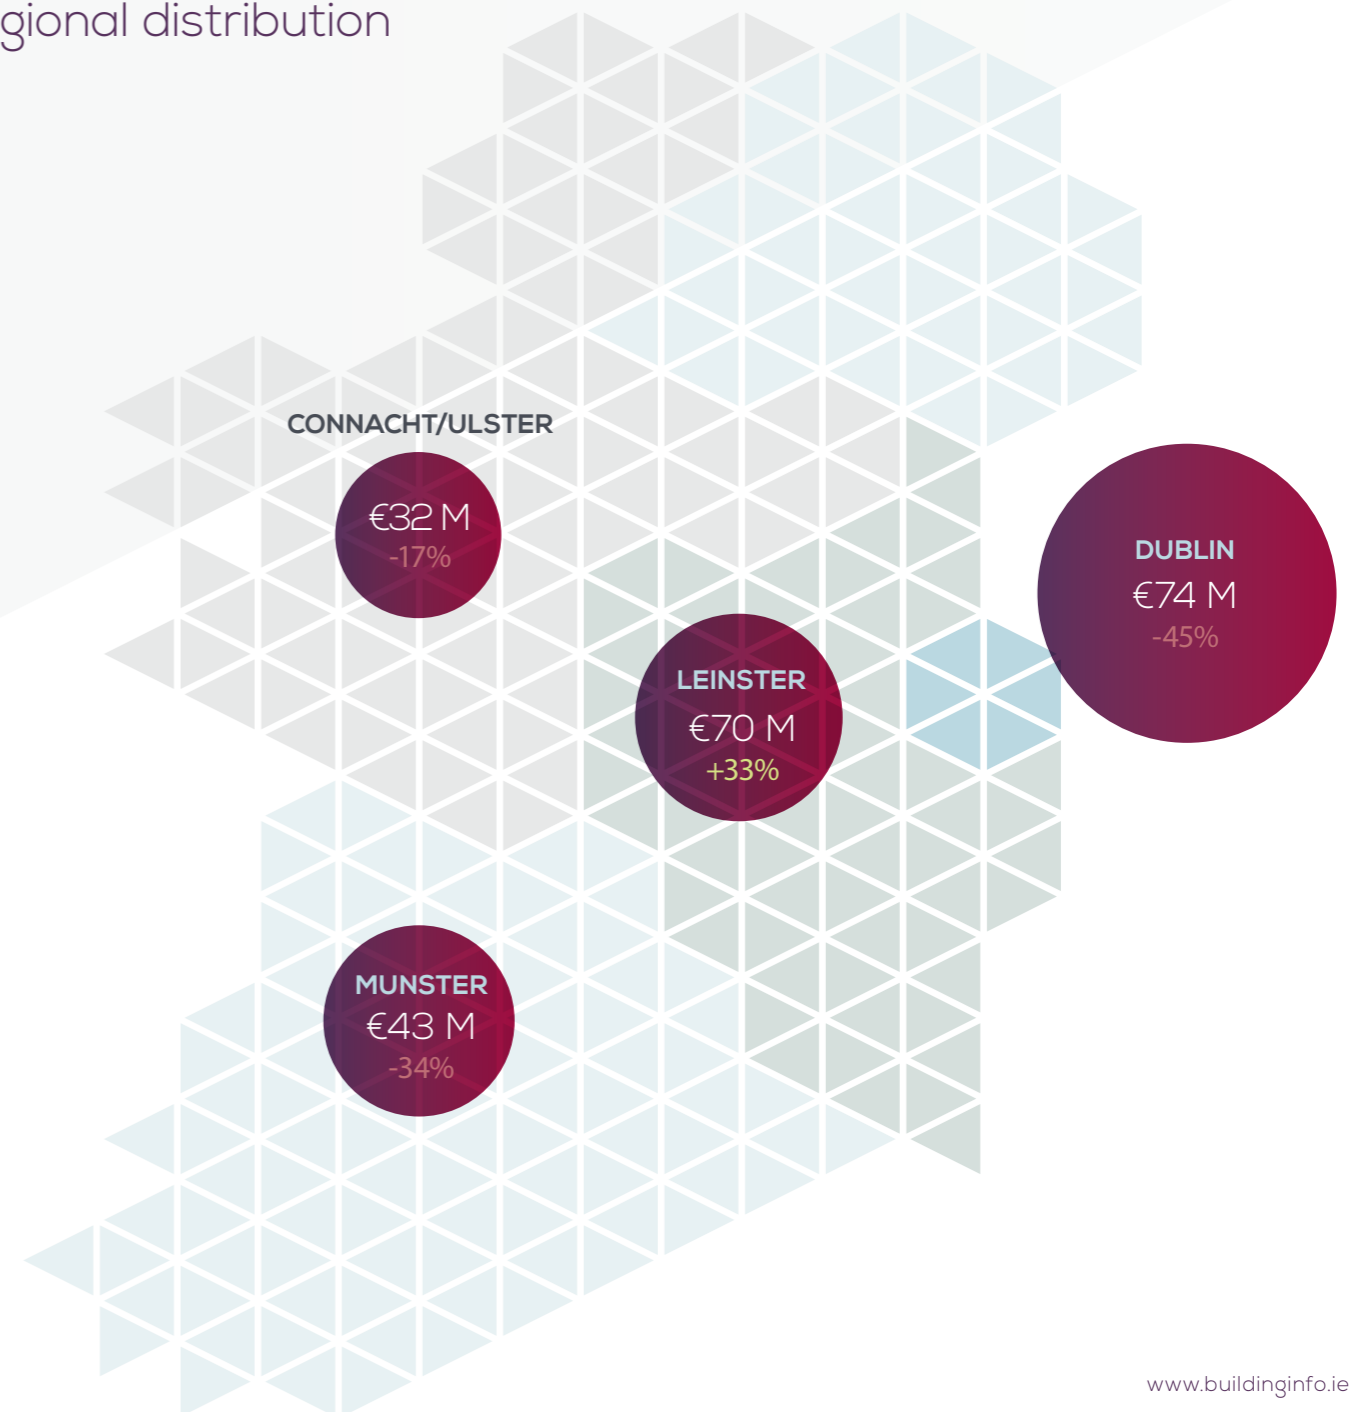 gional distribution
CONNACHT/ULSTER
€32 M
-17%
DUBLIN
€74 M
-45%
LEINSTER
€70 M
+33%
MUNSTER
€43 M
-34%
www.buildinginfo.ie